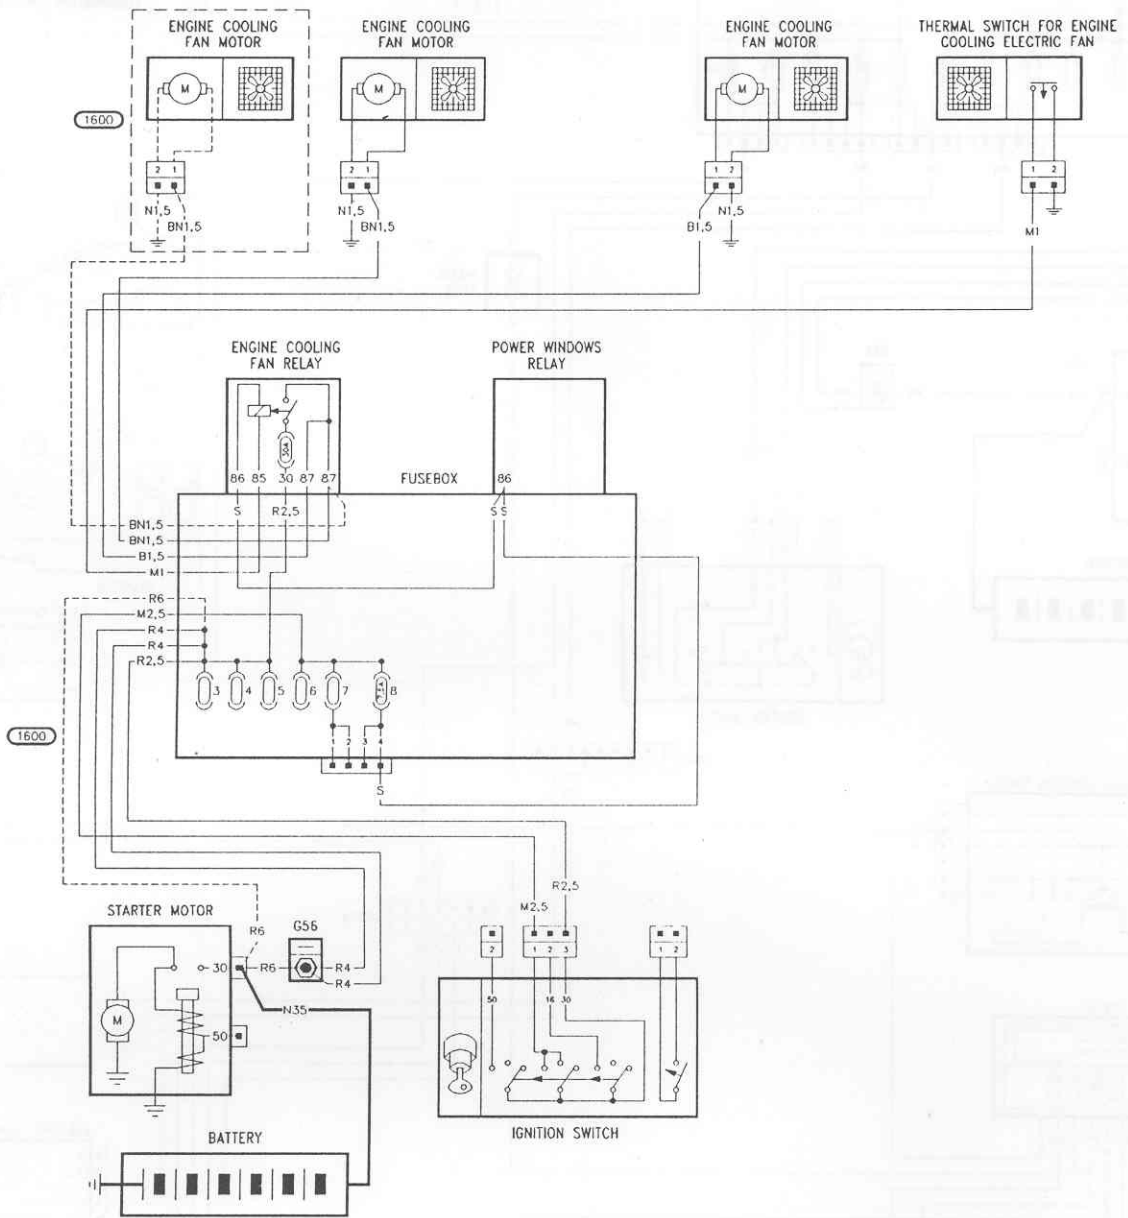 ENGINE COOLING
FAN MOTOR
ENGINE COOLING
FAN MOTOR
ENGINE COOLING
FAN MOTOR
THERMAL SWITCH FOR ENGINE
COOLING ELECTRIC FAN
M
M
M
1600
2 1
2 1
1 2
1 2
N1,5
BN1,5
N1,5
BN1,5
B1,5
N1,5
M1
ENGINE COOLING
FAN RELAY
POWER WINDOWS
RELAY
30A
86 85 30 87 87
FUSEBOX
86
S
R2,5
S S
BN1,5
BN1,5
B1,5
M1
R6
M2,5
R4
R4
R2,5
3
4
5
6
7
7,5A
8
1600
1 2 3 4
S
R2,5
M2,5
STARTER MOTOR
G56
R6
30
R6
R4
R4
2
1 2 3
1 2
N35
M
50
50
16
30
IGNITION SWITCH
BATTERY